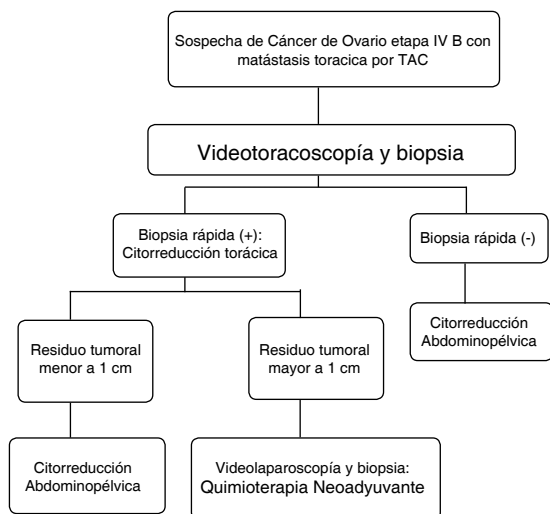 Sospecha de Cáncer de Ovario etapa IV B con
matástasis toracica por TAC
Videotoracoscopía y biopsia
Biopsia rápida (+):
Citorreducción torácica
Biopsia rápida (-)
Residuo tumoral
menor a 1 cm
Residuo tumoral
mayor a 1 cm
Citorreducción
Abdominopélvica
Citorreducción
Abdominopélvica
Videolaparoscopía y biopsia:
Quimioterapia Neoadyuvante